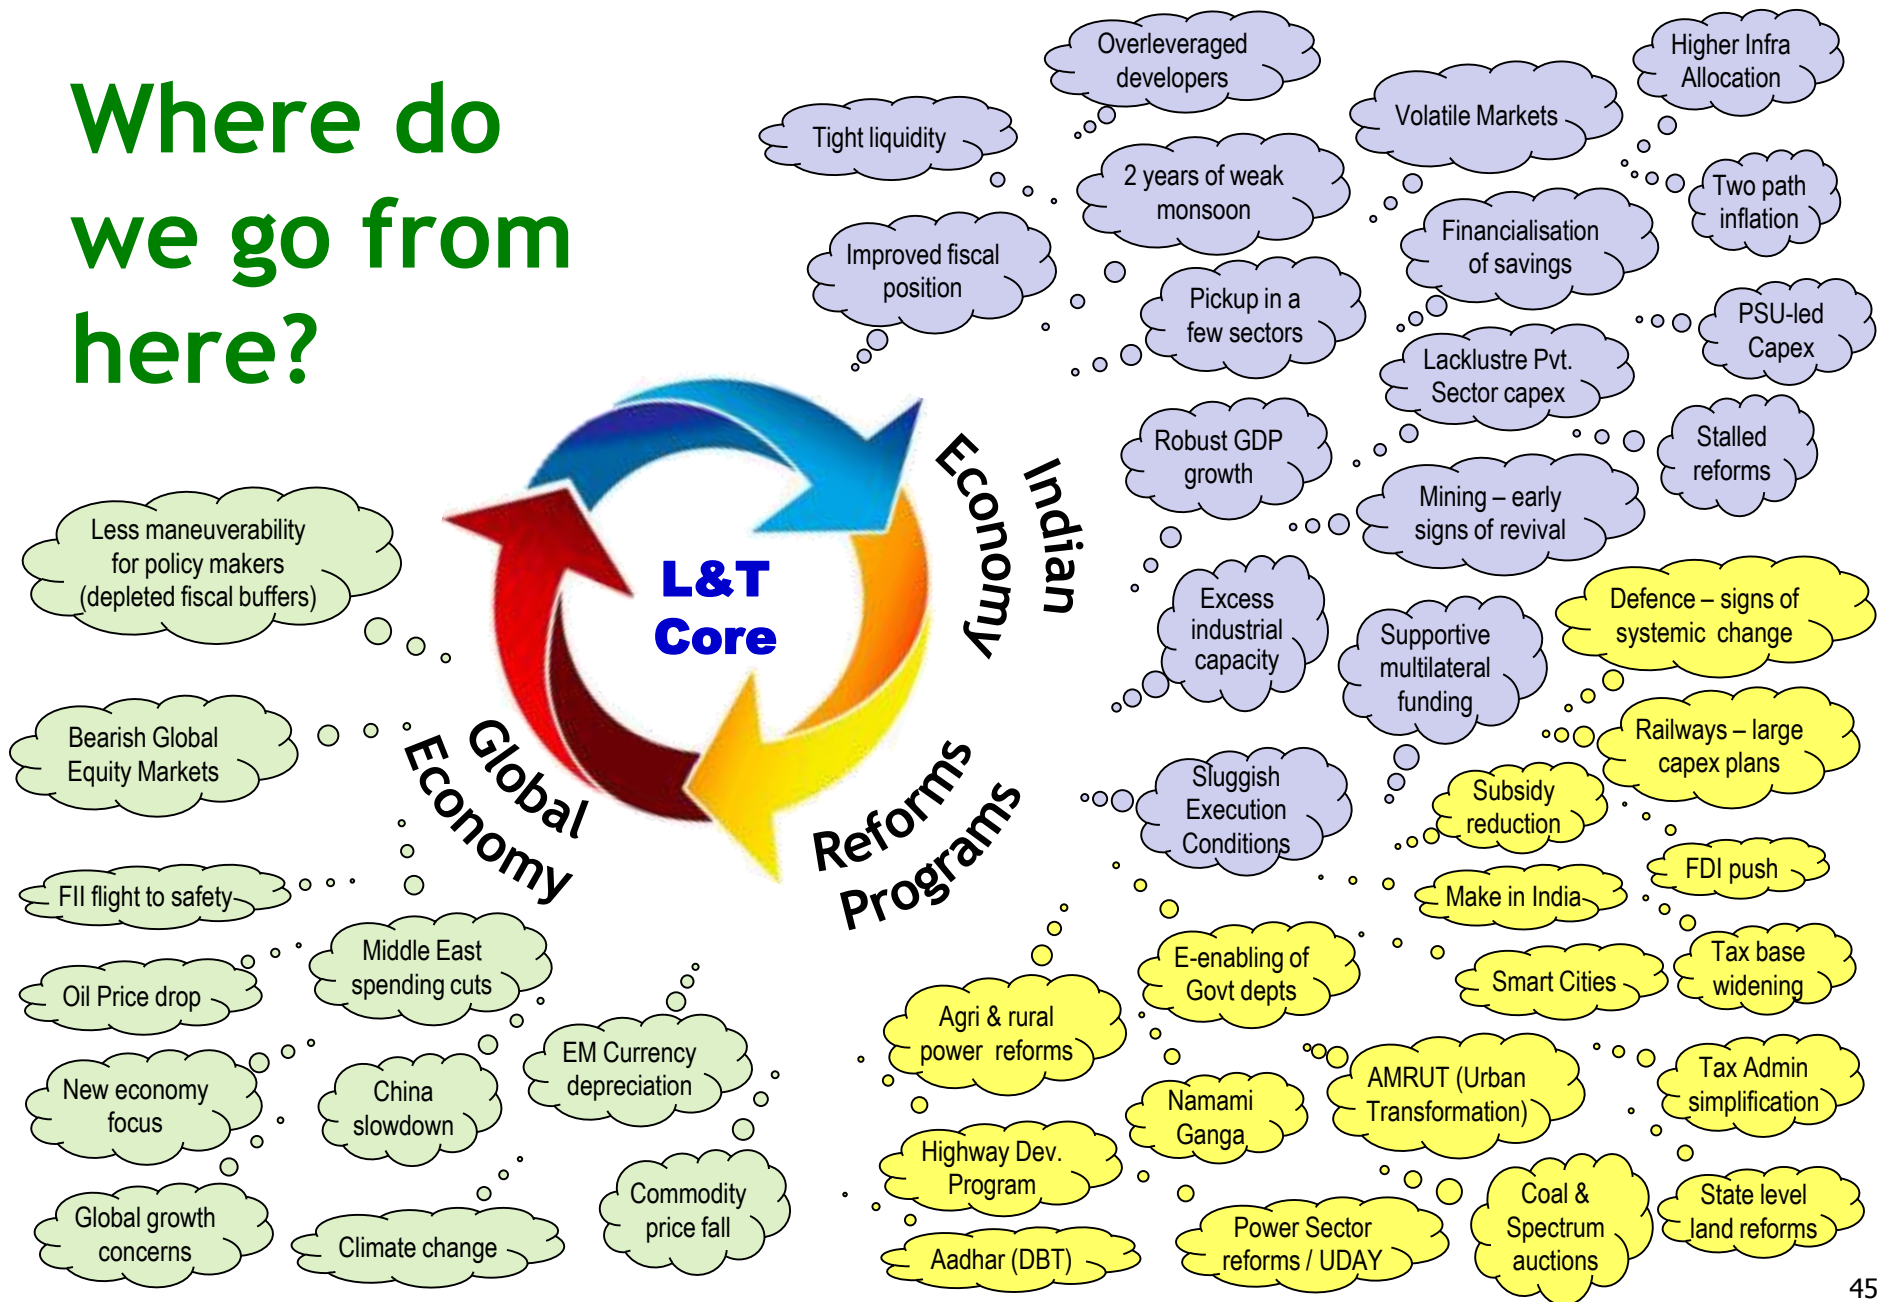 Where do
we go from
here?
Overleveraged
developers
Higher Infra
Allocation
Tight liquidity
Volatile Markets
2 years of weak
monsoon
Two path
inflation
Improved fiscal
position
Financialisation
of savings
Pickup in a
few sectors
PSU-led
Capex
Lacklustre Pvt.
Sector capex
Robust GDP
growth
Stalled
reforms
Mining – early
signs of revival
Excess
industrial
capacity
Supportive
multilateral
funding
Sluggish
Execution
Conditions
Indian
Economy
L&T
Core
Global
Economy
Reforms
Programs
Less maneuverability
for policy makers
(depleted fiscal buffers)
Bearish Global
Equity Markets
FII flight to safety
Middle East
spending cuts
Oil Price drop
EM Currency
depreciation
New economy
focus
China
slowdown
Global growth
concerns
Climate change
Commodity
price fall
Defence – signs of
systemic change
Railways – large
capex plans
Subsidy
reduction
FDI push
Make in India
E-enabling of
Govt depts
Smart Cities
Tax base
widening
Agri & rural
power reforms
AMRUT (Urban
Transformation)
Tax Admin
simplification
Namami
Ganga
Highway Dev.
Program
Coal &
Spectrum
auctions
State level
land reforms
Power Sector
reforms / UDAY
Aadhar (DBT)
45